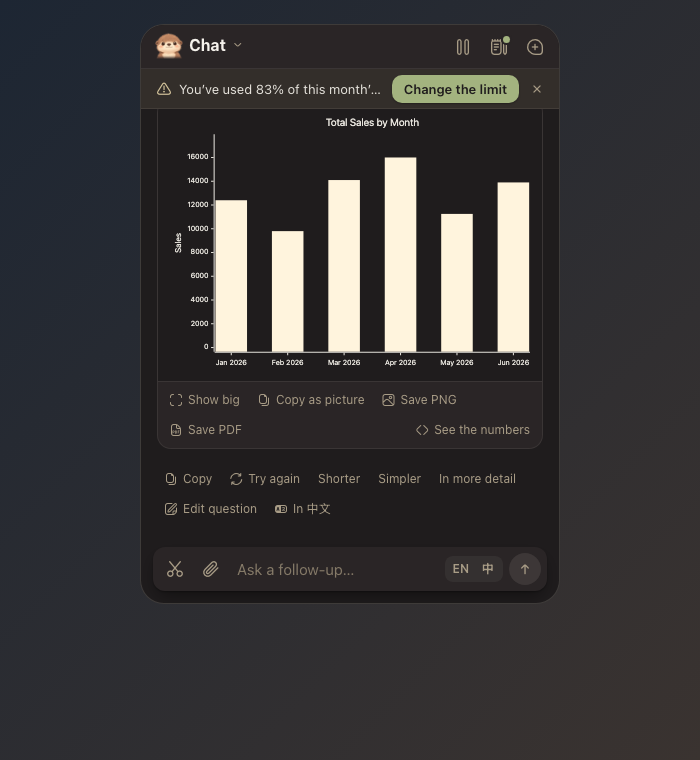 Chat
You've used 83% of this month'... Change the limit
Total Sales by Month
Sales
16000
14000
12000
10000
8000
6000
4000
2000
0
Jan 2026 Feb 2026 Mar 2026 Apr 2026 May 2026 Jun 2026
Show big Copy as picture Save PNG
Save PDF See the numbers
Copy Try again Shorter Simpler In more detail
Edit question In 中文
Ask a follow-up... EN 中